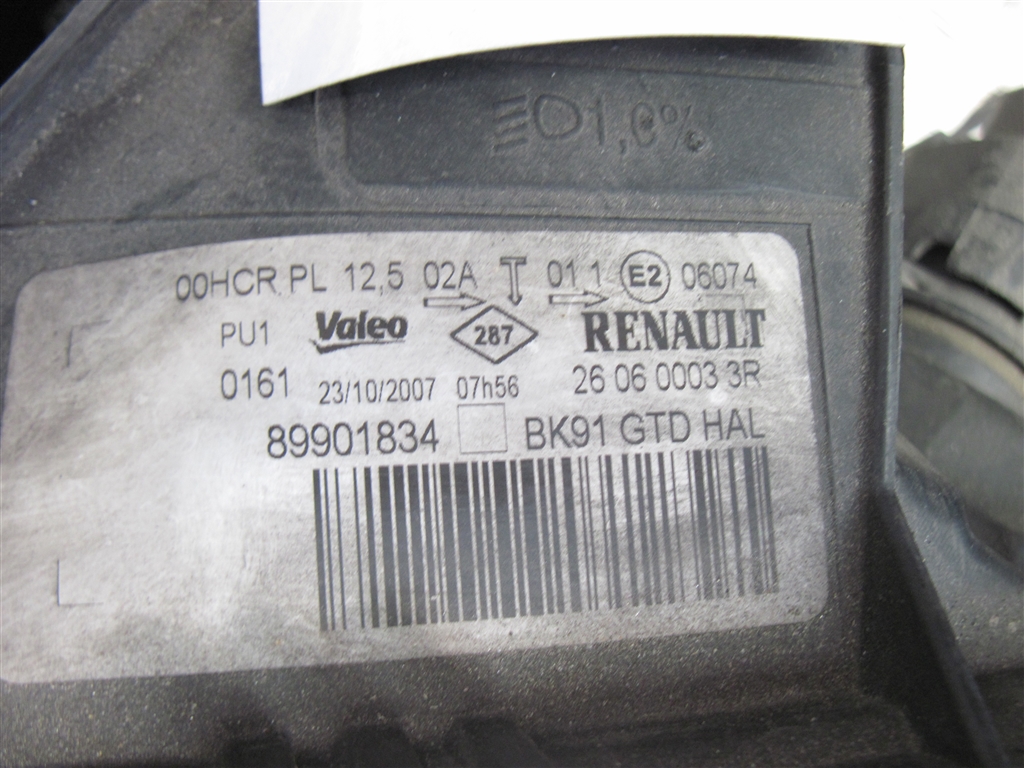 1,0%
00HCR PL 12,5 02A T 01 1 E2 06074
PU1 Valeo 287 RENAULT
0161 23/10/2007 07h56 26 06 0003 3R
89901834 BK91 GTD HAL